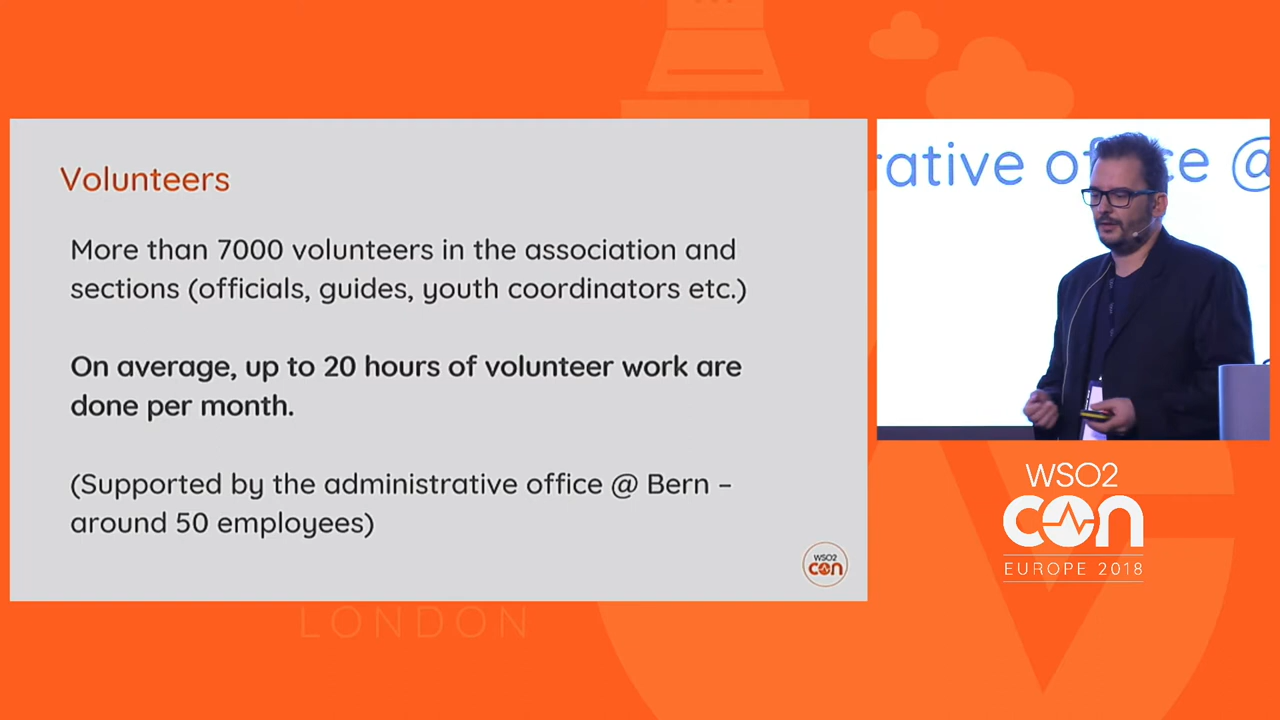 Volunteers
More than 7000 volunteers in the association and
sections (officials, guides, youth coordinators etc.)
On average, up to 20 hours of volunteer work are
done per month.
(Supported by the administrative office @ Bern –
around 50 employees)
WSO2
con
rative office @
WSO2
con
EUROPE 2018
LONDON